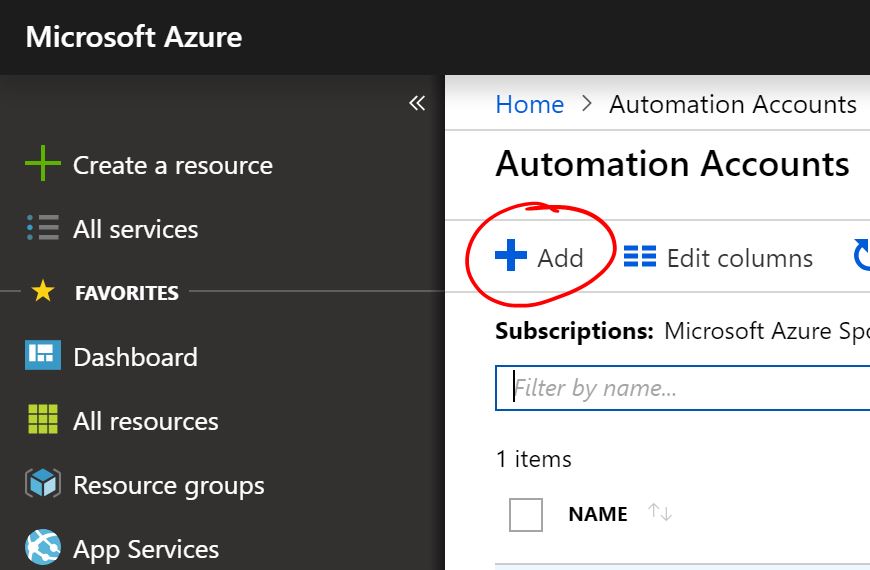 Microsoft Azure
Create a resource
All services
FAVORITES
Dashboard
All resources
Resource groups
App Services
Home > Automation Accounts
Automation Accounts
Add Edit columns
Subscriptions: Microsoft Azure Spo
Filter by name...
1 items
NAME